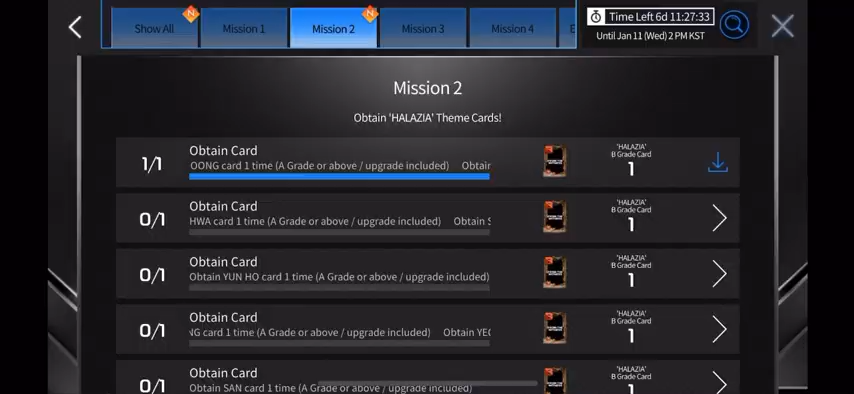 Show All
N
Mission 1
Mission 2
N
Mission 3
Mission 4
Time Left 6d 11:27:33
Until Jan 11 (Wed) 2 PM KST
Mission 2
Obtain 'HALAZIA' Theme Cards!
1/1
Obtain Card
OONG card 1 time (A Grade or above / upgrade included) Obtain
'HALAZIA'
B Grade Card
1
0/1
Obtain Card
HWA card 1 time (A Grade or above / upgrade included) Obtain S
'HALAZIA'
B Grade Card
1
0/1
Obtain Card
Obtain YUN HO card 1 time (A Grade or above / upgrade included)
'HALAZIA'
B Grade Card
1
0/1
Obtain Card
NG card 1 time (A Grade or above / upgrade included) Obtain YEO
'HALAZIA'
B Grade Card
1
0/1
Obtain Card
Obtain SAN card 1 time (A Grade or above / upgrade included)
'HALAZIA'
B Grade Card
1